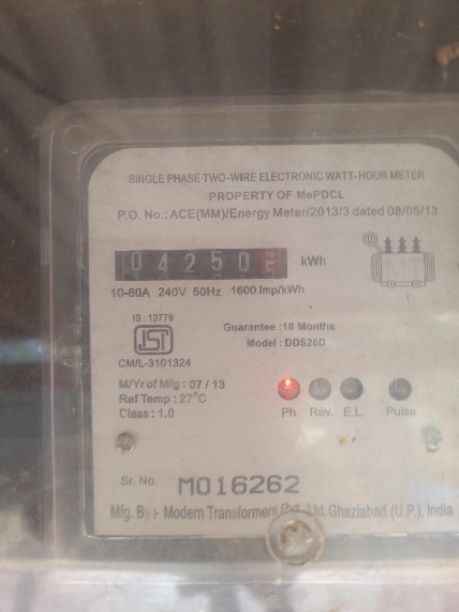 SINGLE PHASE TWO-WIRE ELECTRONIC WATT-HOUR METER
PROPERTY OF MePDCL
P.O. No.: ACE(MM)/Energy Meter/2013/3 dated 08/05/13
04250 kWh
10-60A 240V 50Hz 1600 Imp/kWh
IS : 13779
ISI
CM/L-3101324
Guarantee :18 Months
Model : DDS26D
M/Yr of Mfg : 07 / 13
Ref Temp : 27°C
Class : 1.0
Ph. Rev. E.L. Pulse
Sr. No. M016262
Mfg. By :- Modern Transformers Pvt. Ltd. Ghaziabad (U.P.), India